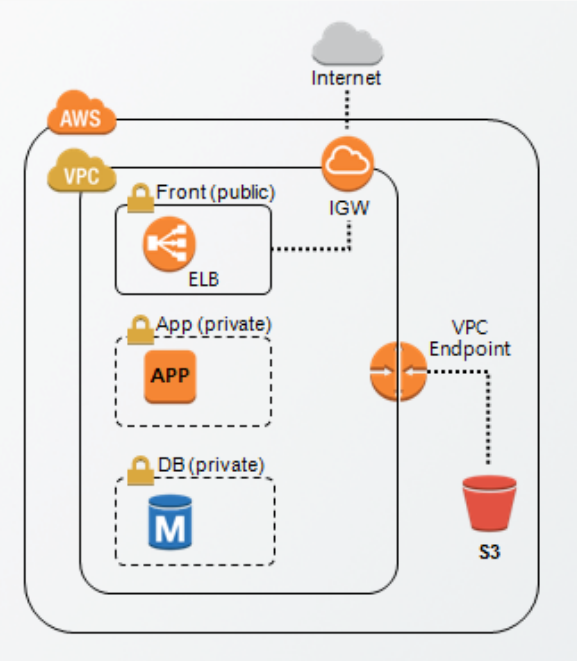 Internet
AWS
VPC
Front (public)
IGW
ELB
App (private)
APP
VPC
Endpoint
DB (private)
M
S3